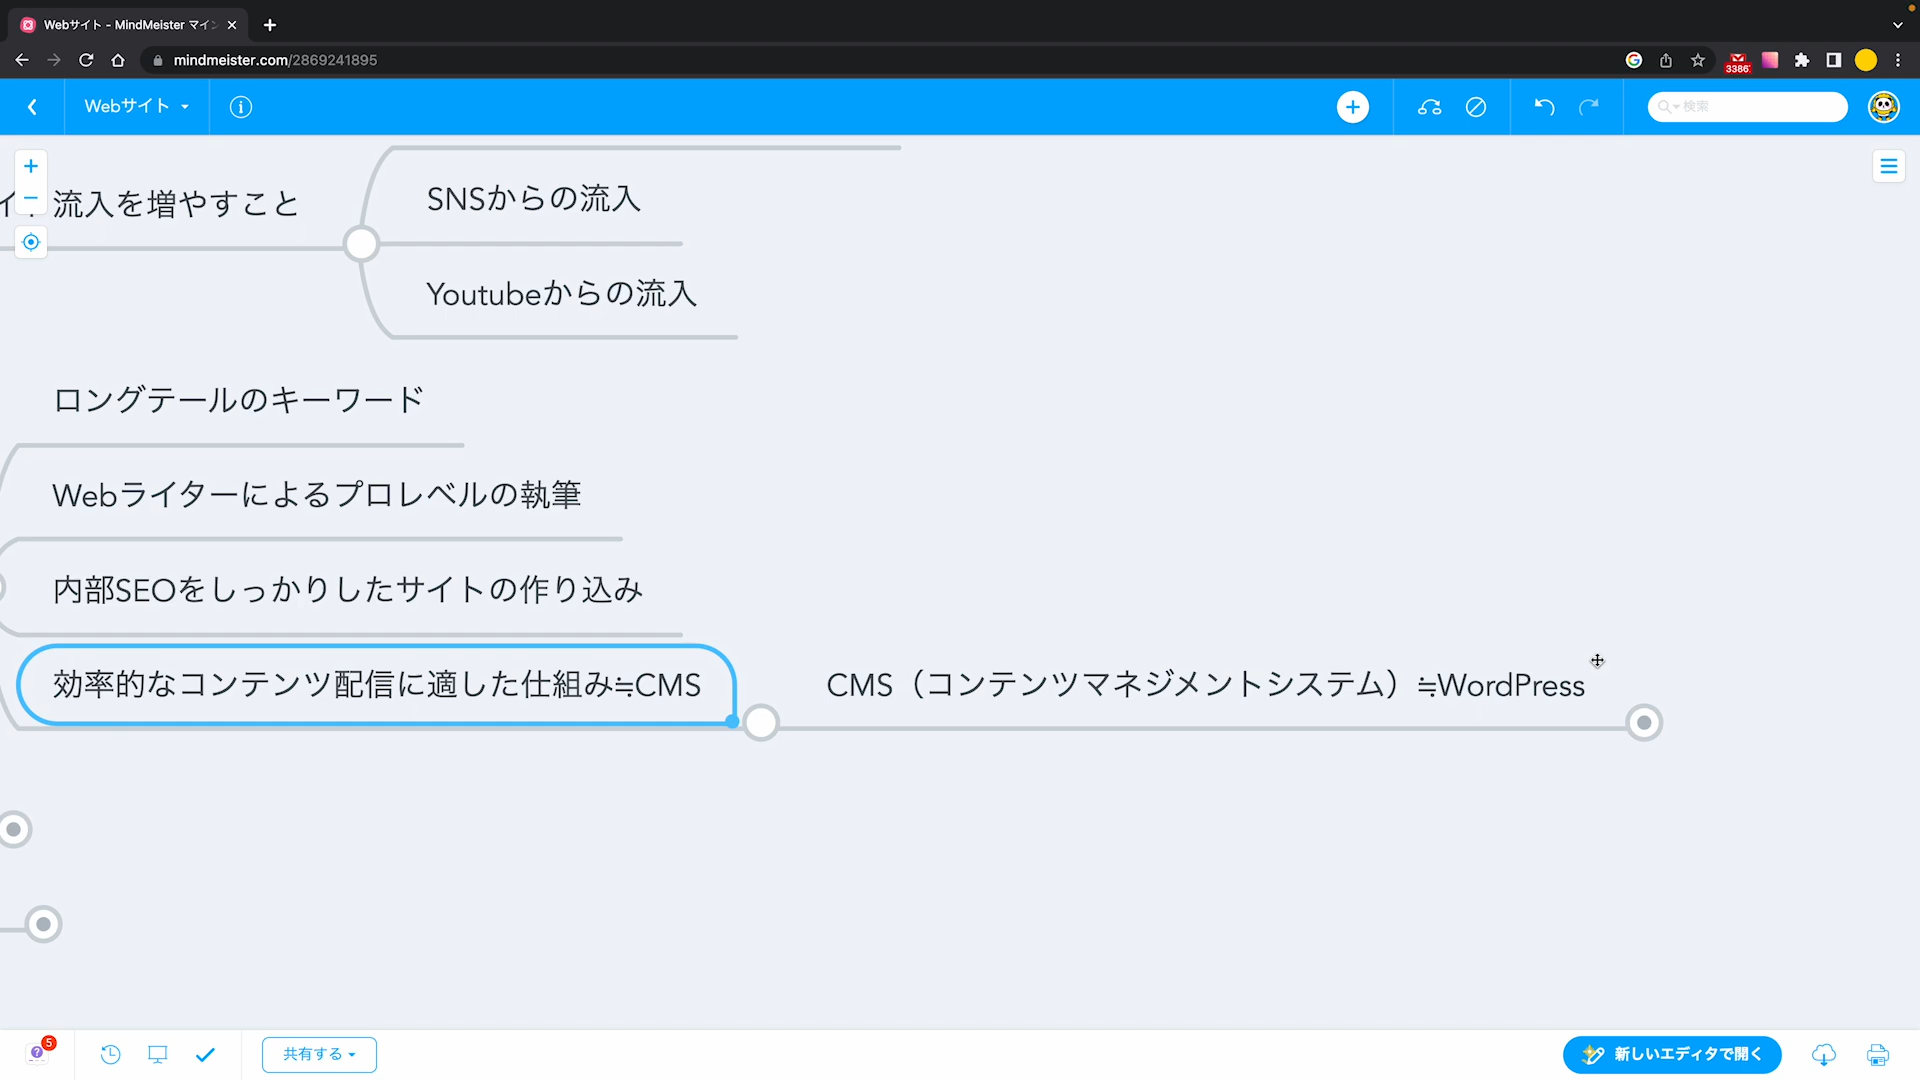 Webサイト - MindMeister マイン
mindmeister.com/2869241895
3386
Webサイト
検索
流入を増やすこと
SNSからの流入
Youtubeからの流入
ロングテールのキーワード
Webライターによるプロレベルの執筆
内部SEOをしっかりしたサイトの作り込み
効率的なコンテンツ配信に適した仕組み≒CMS
CMS（コンテンツマネジメントシステム）≒WordPress
5
共有する
新しいエディタで開く